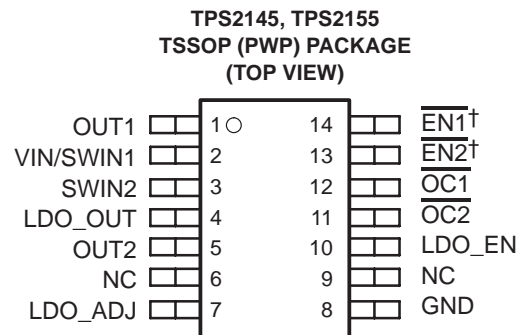 TPS2145, TPS2155
TSSOP (PWP) PACKAGE
(TOP VIEW)
OUT1 1 14 EN1†
VIN/SWIN1 2 13 EN2†
SWIN2 3 12 OC1
LDO_OUT 4 11 OC2
OUT2 5 10 LDO_EN
NC 6 9 NC
LDO_ADJ 7 8 GND